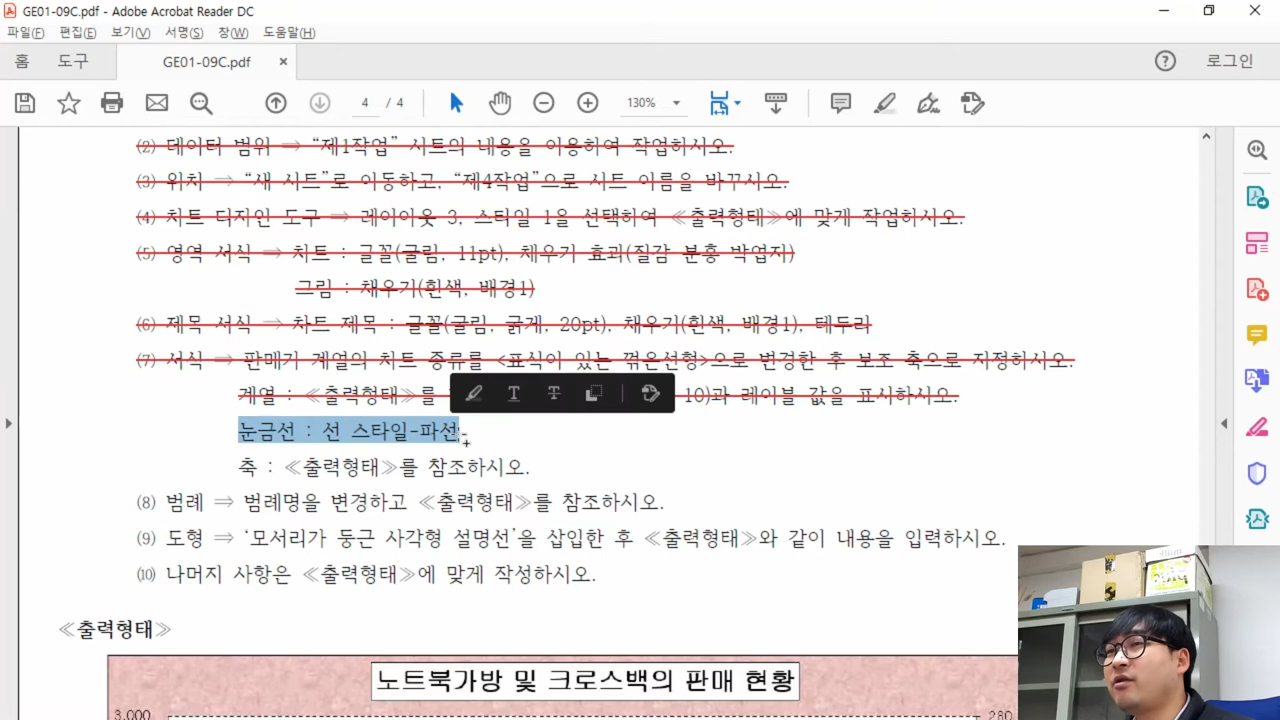 GE01-09C.pdf - Adobe Acrobat Reader DC
파일(F) 편집(E) 보기(V) 서명(S) 창(W) 도움말(H)
홈 도구 GE01-09C.pdf × ? 로그인
4 / 4 130%
(2) 데이터 범위 ⇒ “제1작업” 시트의 내용을 이용하여 작업하시오.
(3) 위치 ⇒ “새 시트”로 이동하고, “제4작업”으로 시트 이름을 바꾸시오.
(4) 차트 디자인 도구 ⇒ 레이아웃 3, 스타일 1을 선택하여 ≪출력형태≫에 맞게 작업하시오.
(5) 영역 서식 ⇒ 차트 : 글꼴(굴림, 11pt), 채우기 효과(질감 분홍 박엽지)
그림 : 채우기(흰색, 배경1)
(6) 제목 서식 ⇒ 차트 제목 : 글꼴(굴림, 굵게, 20pt), 채우기(흰색, 배경1), 테두리
(7) 서식 ⇒ 판매가 계열의 차트 종류를 <표식이 있는 꺾은선형>으로 변경한 후 보조 축으로 지정하시오.
계열 : ≪출력형태≫를 10)과 레이블 값을 표시하시오.
눈금선 : 선 스타일-파선
축 : ≪출력형태≫를 참조하시오.
(8) 범례 ⇒ 범례명을 변경하고 ≪출력형태≫를 참조하시오.
(9) 도형 ⇒ ‘모서리가 둥근 사각형 설명선’을 삽입한 후 ≪출력형태≫와 같이 내용을 입력하시오.
(10) 나머지 사항은 ≪출력형태≫에 맞게 작성하시오.
≪출력형태≫
노트북가방 및 크로스백의 판매 현황
3,000 280